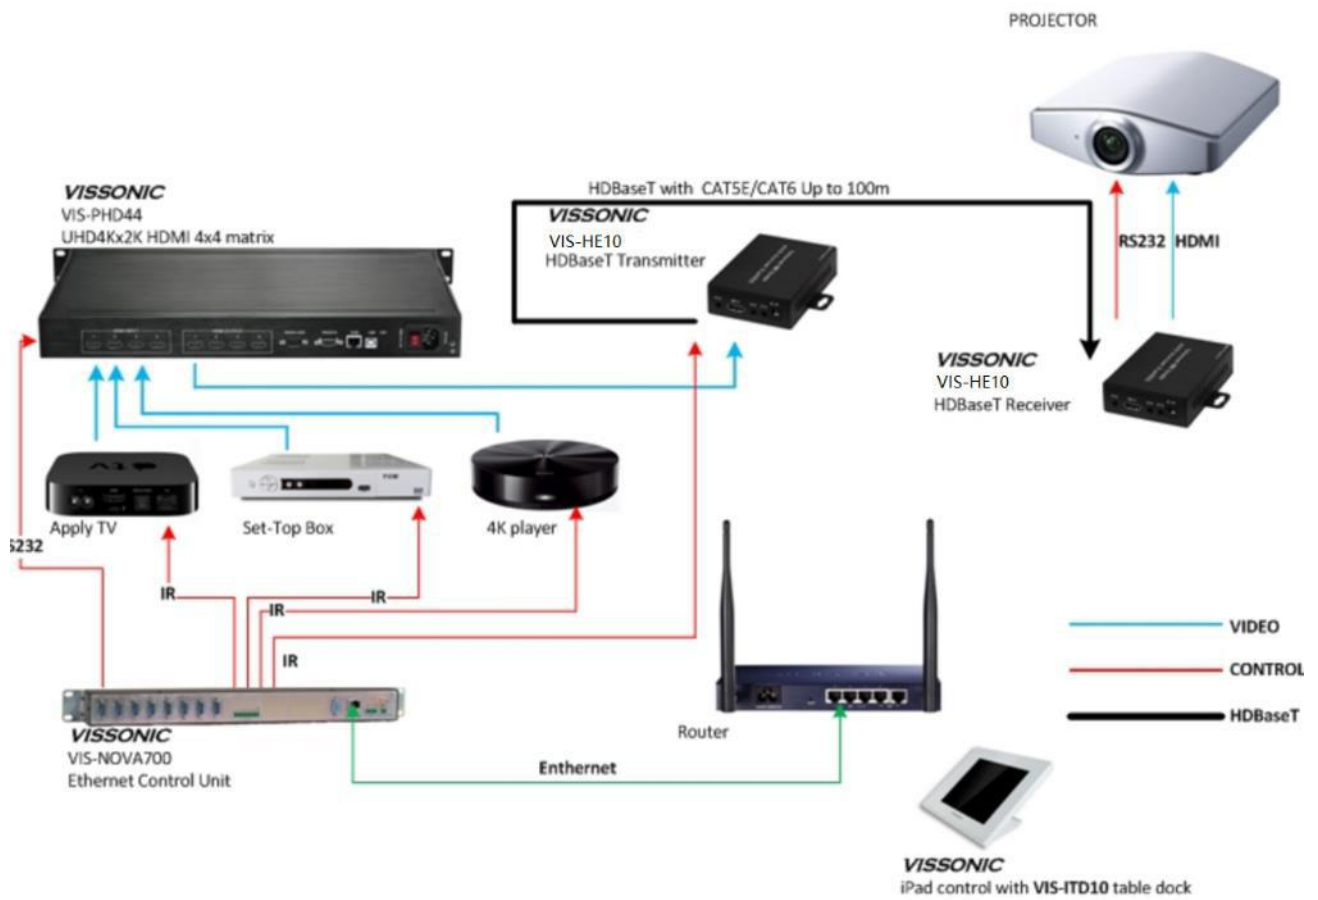 PROJECTOR
VISSONIC
VIS-PHD44
UHD4Kx2K HDMI 4x4 matrix
HDBaseT with CAT5E/CAT6 Up to 100m
VISSONIC
VIS-HE10
HDBaseT Transmitter
RS232 HDMI
VISSONIC
VIS-HE10
HDBaseT Receiver
Apply TV
Set-Top Box
4K player
S232
IR
IR
IR
IR
VIDEO
CONTROL
HDBaseT
Router
VISSONIC
VIS-NOVA700
Ethernet Control Unit
Enthernet
VISSONIC
iPad control with VIS-ITD10 table dock